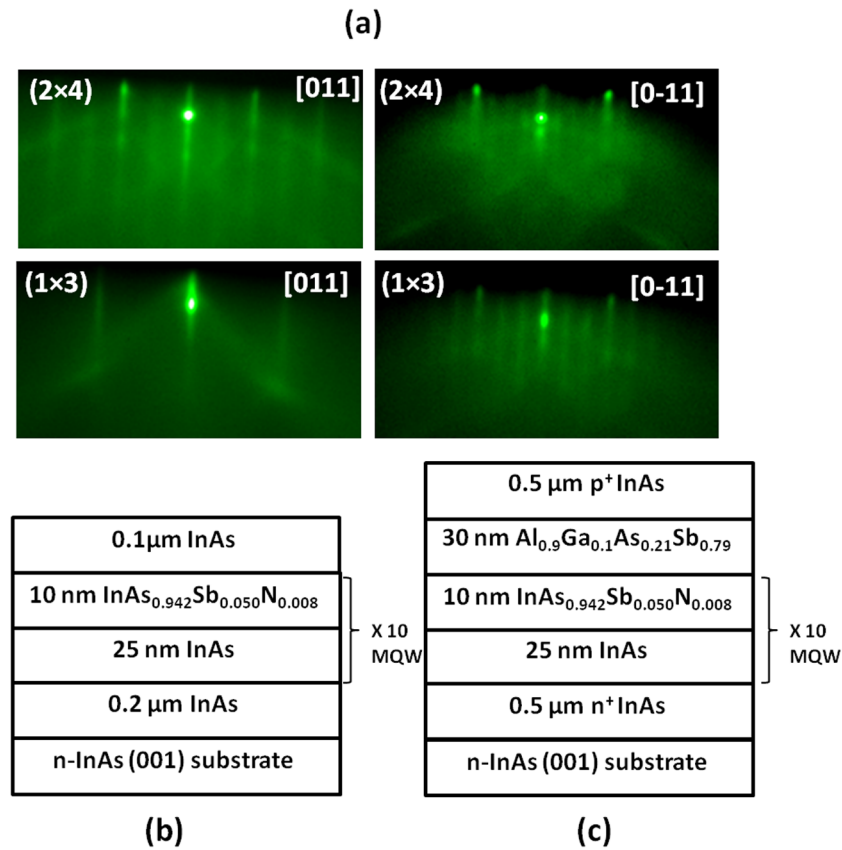 (a)
(2×4) [011]
(2×4) [0-11]
(1×3) [011]
(1×3) [0-11]
0.1μm InAs
10 nm InAs₀.₉₄₂Sb₀.₀₅₀N₀.₀₀₈
25 nm InAs
X 10
MQW
0.2 μm InAs
n-InAs (001) substrate
(b)
0.5 μm p⁺ InAs
30 nm Al₀.₉Ga₀.₁As₀.₂₁Sb₀.₇₉
10 nm InAs₀.₉₄₂Sb₀.₀₅₀N₀.₀₀₈
25 nm InAs
X 10
MQW
0.5 μm n⁺ InAs
n-InAs (001) substrate
(c)